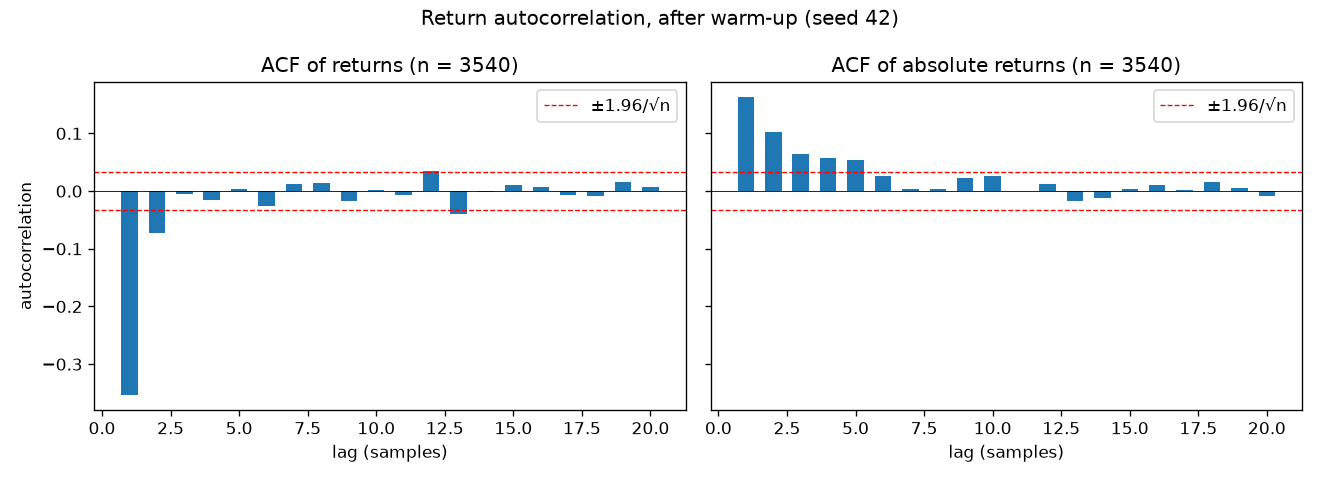 Return autocorrelation, after warm-up (seed 42)
ACF of returns (n = 3540)
±1.96/√n
0.1
0.0
−0.1
−0.2
−0.3
autocorrelation
0.0 2.5 5.0 7.5 10.0 12.5 15.0 17.5 20.0
lag (samples)
ACF of absolute returns (n = 3540)
±1.96/√n
0.0 2.5 5.0 7.5 10.0 12.5 15.0 17.5 20.0
lag (samples)